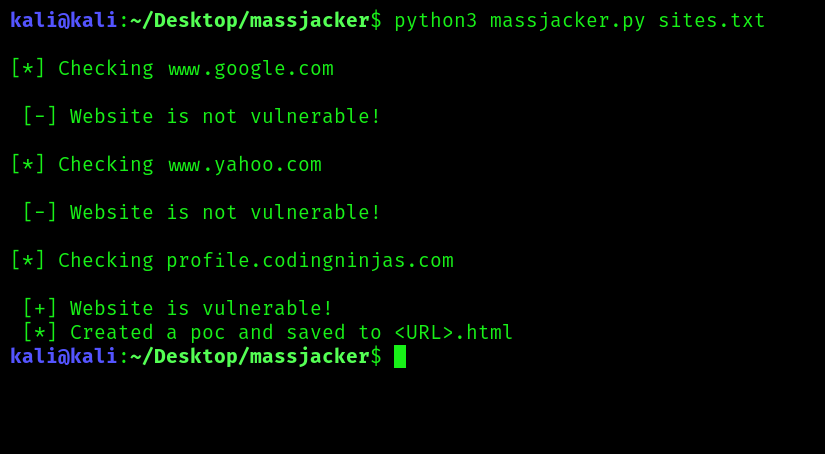 kali@kali:~/Desktop/massjacker$ python3 massjacker.py sites.txt
[*] Checking www.google.com
[-] Website is not vulnerable!
[*] Checking www.yahoo.com
[-] Website is not vulnerable!
[*] Checking profile.codingninjas.com
[+] Website is vulnerable!
[*] Created a poc and saved to <URL>.html
kali@kali:~/Desktop/massjacker$